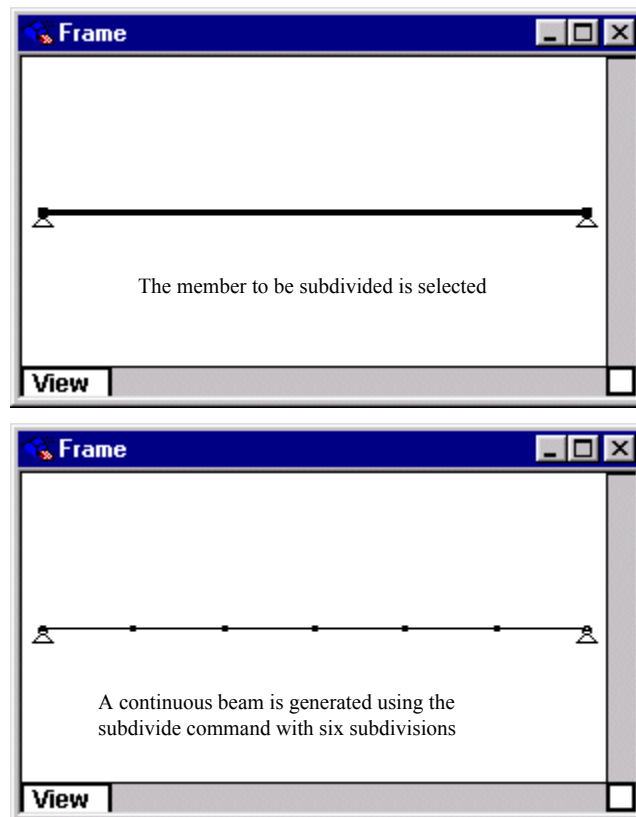 Frame
The member to be subdivided is selected
View
Frame
A continuous beam is generated using the
subdivide command with six subdivisions
View